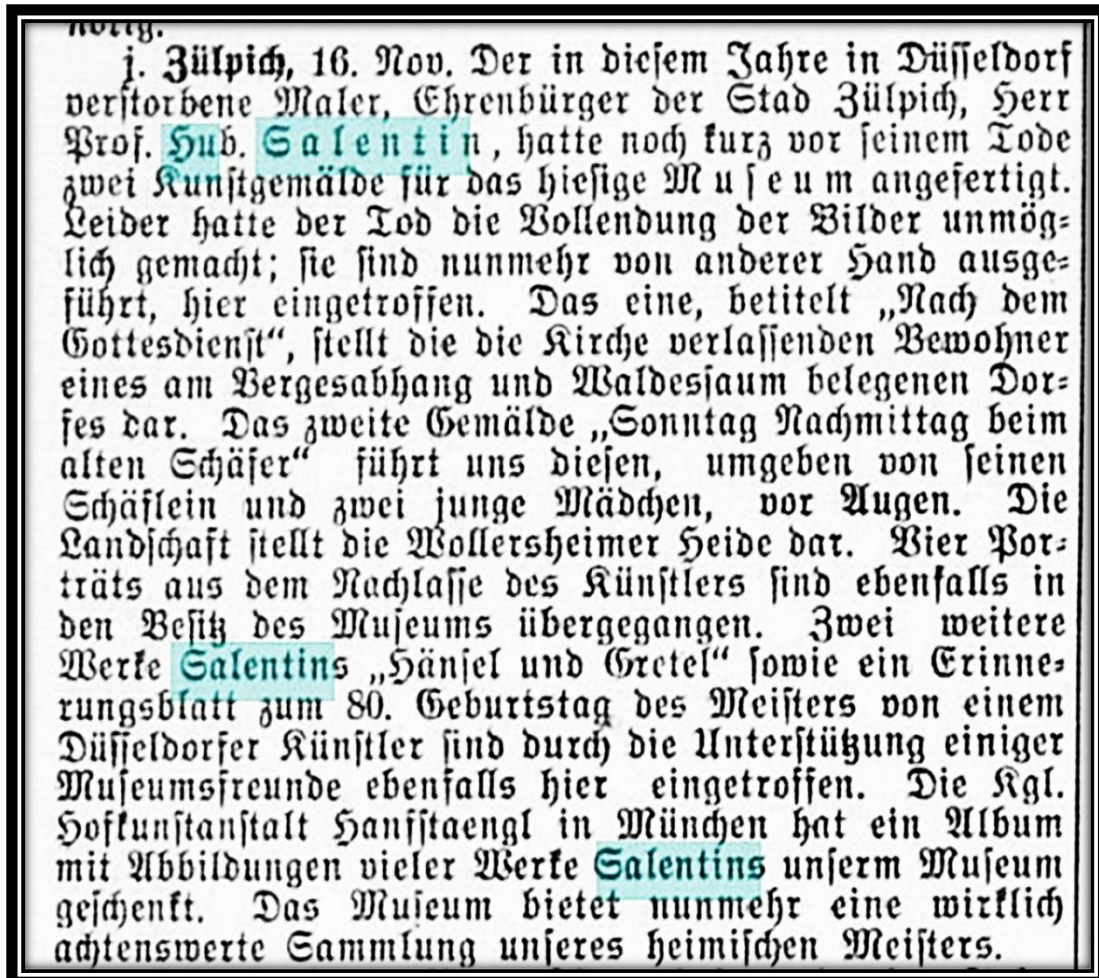 nörig.
j. Zülpich, 16. Nov. Der in diesem Jahre in Düsseldorf
verstorbene Maler, Ehrenbürger der Stad Zülpich, Herr
Prof. Hub. Salentin, hatte noch kurz vor seinem Tode
zwei Kunstgemälde für das hiesige Museum angefertigt.
Leider hatte der Tod die Vollendung der Bilder unmög-
lich gemacht; sie sind nunmehr von anderer Hand ausge-
führt, hier eingetroffen. Das eine, betitelt „Nach dem
Gottesdienst“, stellt die die Kirche verlassenden Bewohner
eines am Bergesabhang und Waldessaum belegenen Dor-
fes dar. Das zweite Gemälde „Sonntag Nachmittag beim
alten Schäfer“ führt uns diesen, umgeben von seinen
Schäflein und zwei junge Mädchen, vor Augen. Die
Landschaft stellt die Wollersheimer Heide dar. Vier Por-
träts aus dem Nachlasse des Künstlers sind ebenfalls in
den Besitz des Museums übergegangen. Zwei weitere
Werke Salentins „Hänsel und Gretel“ sowie ein Erinne-
rungsblatt zum 80. Geburtstag des Meisters von einem
Düsseldorfer Künstler sind durch die Unterstützung einiger
Museumsfreunde ebenfalls hier eingetroffen. Die Kgl.
Hofkunstanstalt Hanfstaengl in München hat ein Album
mit Abbildungen vieler Werke Salentins unserm Museum
geschenkt. Das Museum bietet nunmehr eine wirklich
achtenswerte Sammlung unseres heimischen Meisters.